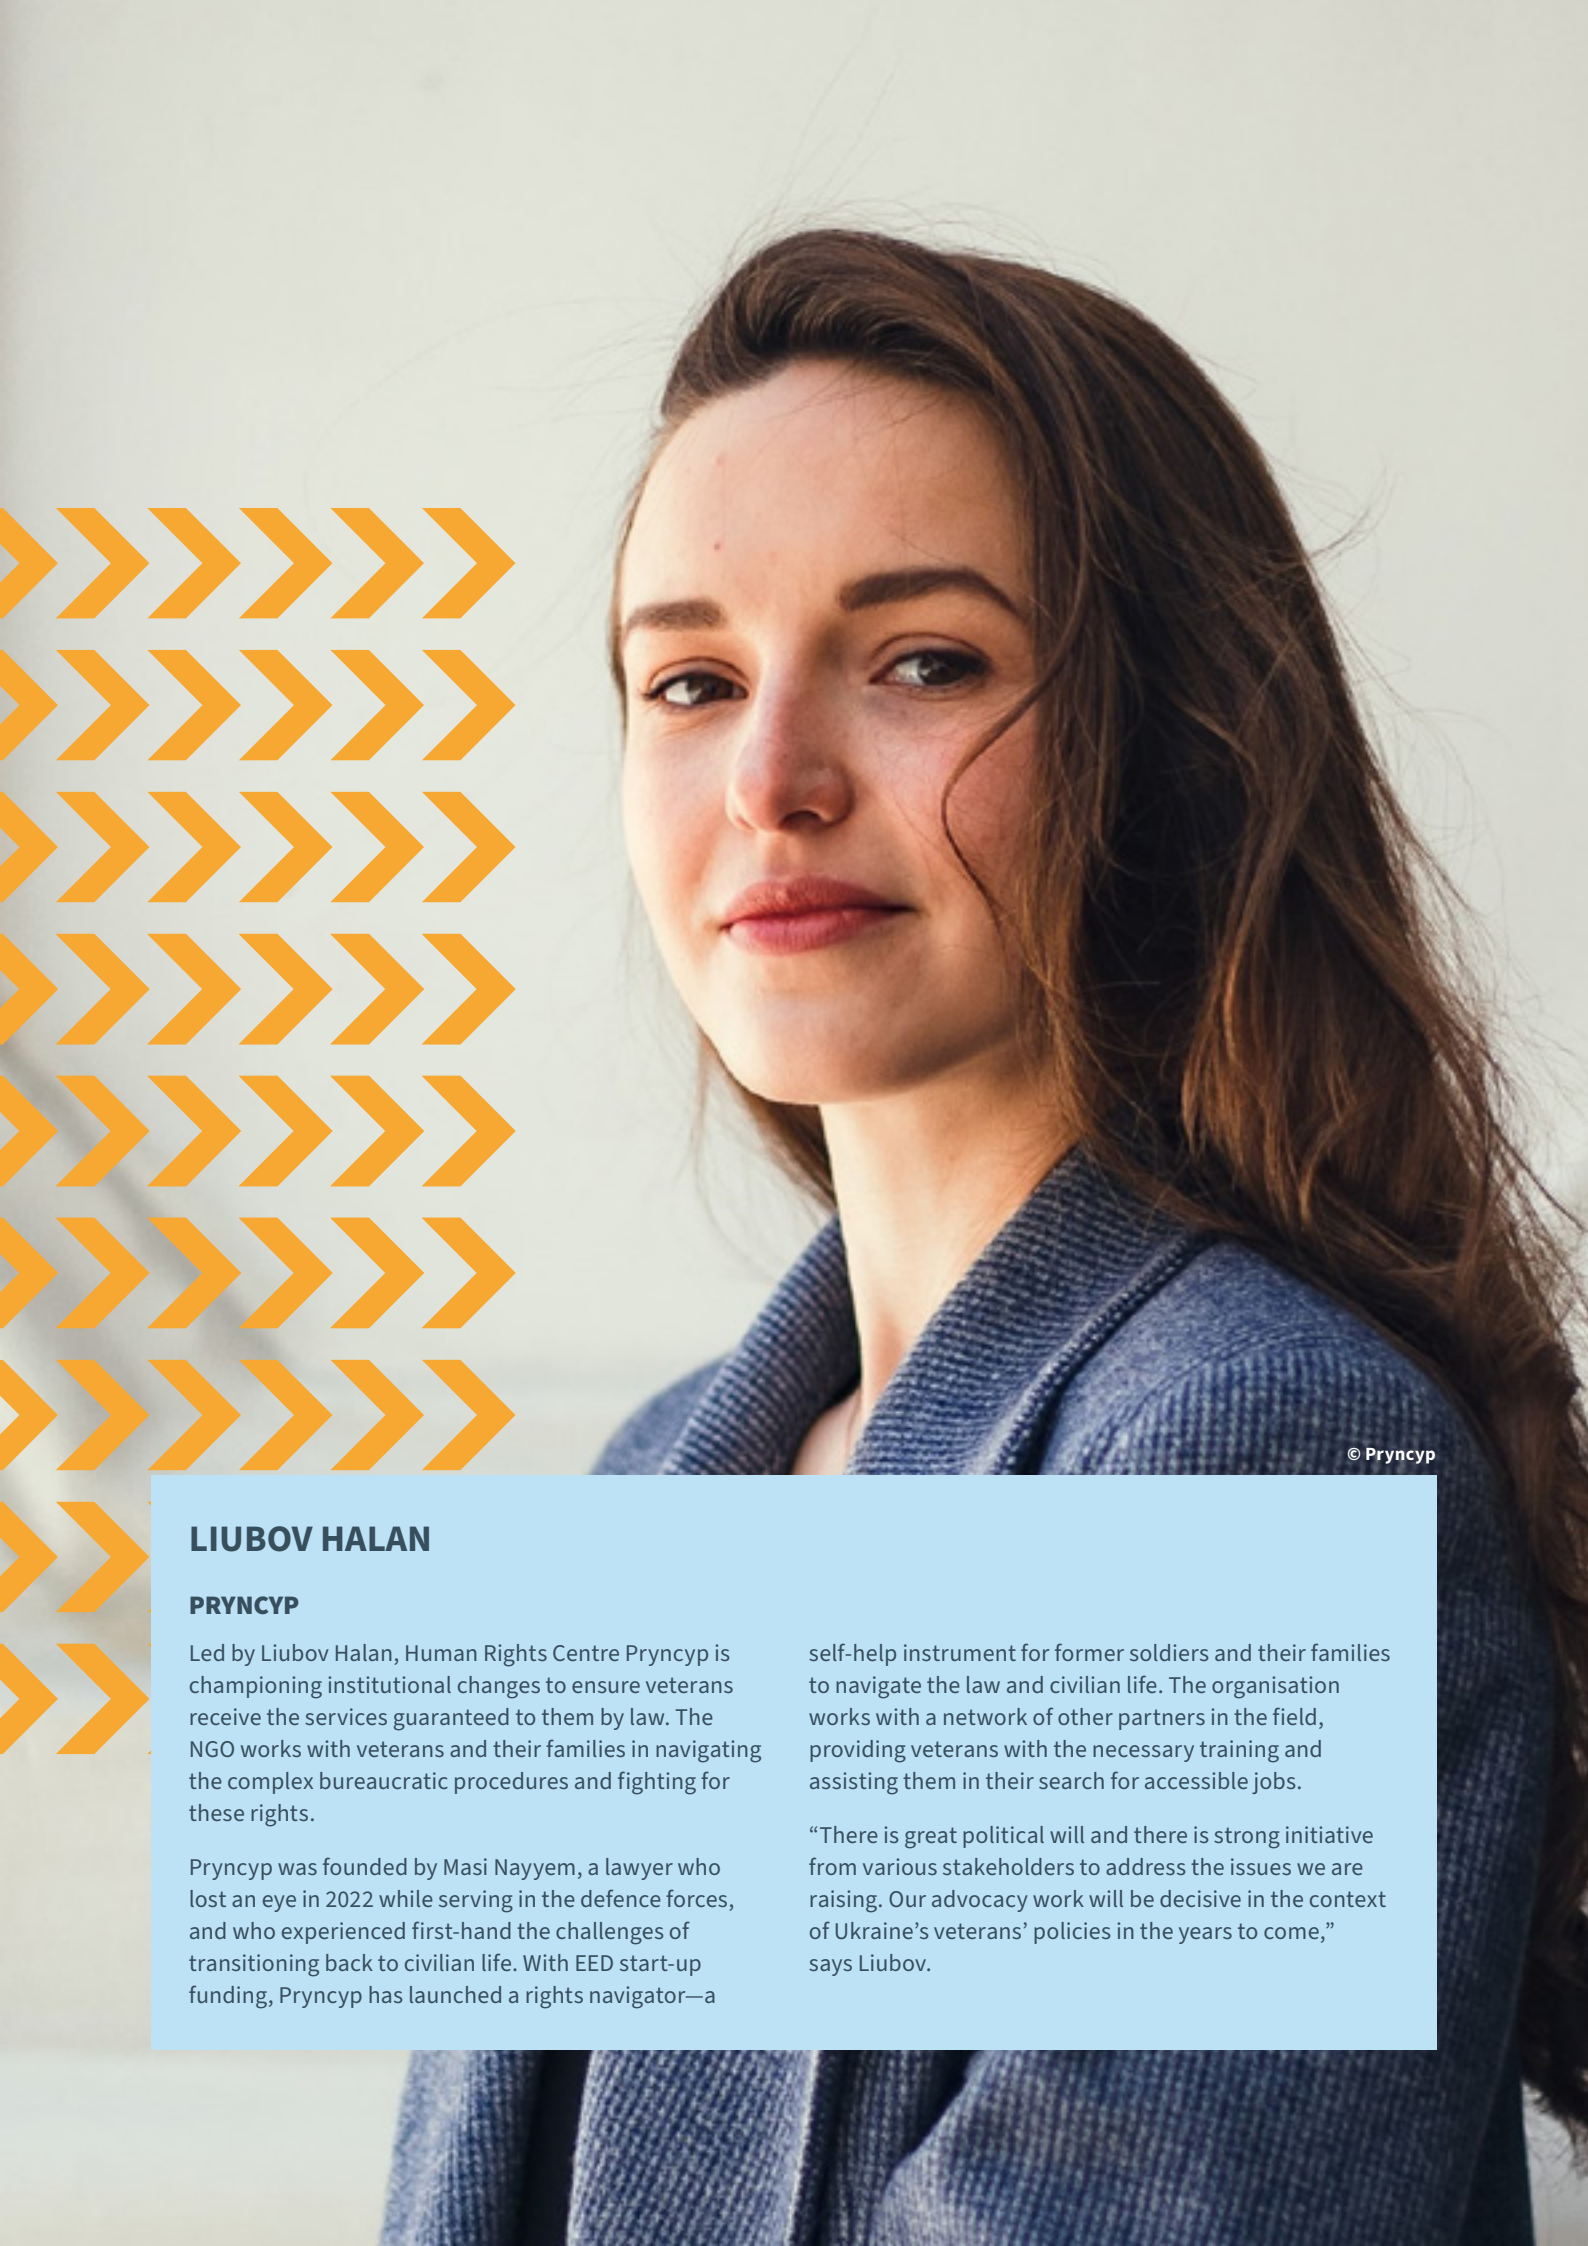 © Pryncyp
LIUBOV HALAN
PRYNCYP
Led by Liubov Halan, Human Rights Centre Pryncyp is
championing institutional changes to ensure veterans
receive the services guaranteed to them by law. The
NGO works with veterans and their families in navigating
the complex bureaucratic procedures and fighting for
these rights.
Pryncyp was founded by Masi Nayyem, a lawyer who
lost an eye in 2022 while serving in the defence forces,
and who experienced first-hand the challenges of
transitioning back to civilian life. With EED start-up
funding, Pryncyp has launched a rights navigator—a
self-help instrument for former soldiers and their families
to navigate the law and civilian life. The organisation
works with a network of other partners in the field,
providing veterans with the necessary training and
assisting them in their search for accessible jobs.
“There is great political will and there is strong initiative
from various stakeholders to address the issues we are
raising. Our advocacy work will be decisive in the context
of Ukraine’s veterans’ policies in the years to come,”
says Liubov.